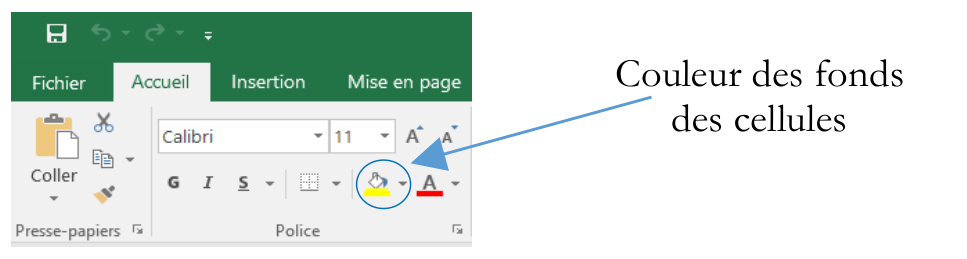 Fichier Accueil Insertion Mise en page
Couleur des fonds
des cellules
Calibri 11 A A
Coller
G I S A
Presse-papiers Police